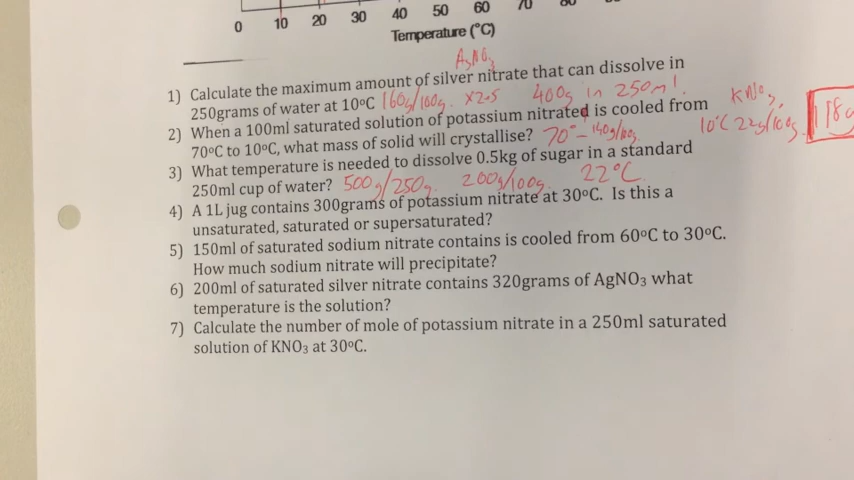 0 10 20 30 40 50 60 70 80
Temperature (°C)
AgNO3
1) Calculate the maximum amount of silver nitrate that can dissolve in
250grams of water at 10°C 160g/100g. x2.5 400g in 250ml.
2) When a 100ml saturated solution of potassium nitrated is cooled from KNO3.
70°C to 10°C, what mass of solid will crystallise? 70° - 140g/100g. 10°C 22g/100g. 118g
3) What temperature is needed to dissolve 0.5kg of sugar in a standard
250ml cup of water? 500g/250g. 200g/100g. 22°C
4) A 1L jug contains 300grams of potassium nitrate at 30°C. Is this a
unsaturated, saturated or supersaturated?
5) 150ml of saturated sodium nitrate contains is cooled from 60°C to 30°C.
How much sodium nitrate will precipitate?
6) 200ml of saturated silver nitrate contains 320grams of AgNO3 what
temperature is the solution?
7) Calculate the number of mole of potassium nitrate in a 250ml saturated
solution of KNO3 at 30°C.